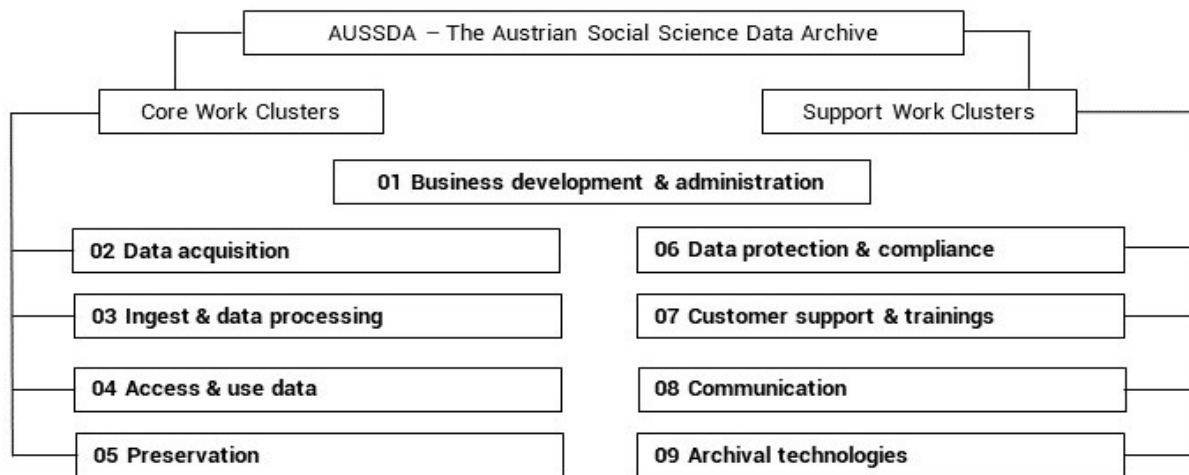 AUSSDA – The Austrian Social Science Data Archive
Core Work Clusters
Support Work Clusters
01 Business development & administration
02 Data acquisition
06 Data protection & compliance
03 Ingest & data processing
07 Customer support & trainings
04 Access & use data
08 Communication
05 Preservation
09 Archival technologies